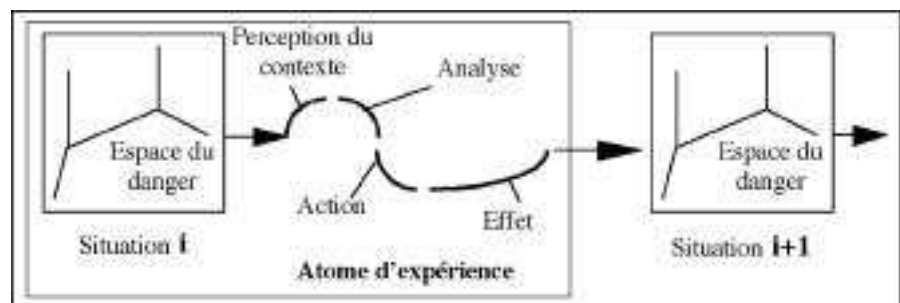 Perception du
contexte
Analyse
Espace du
danger
Action
Effet
Situation i
Atome d'expérience
Espace du
danger
Situation i+1